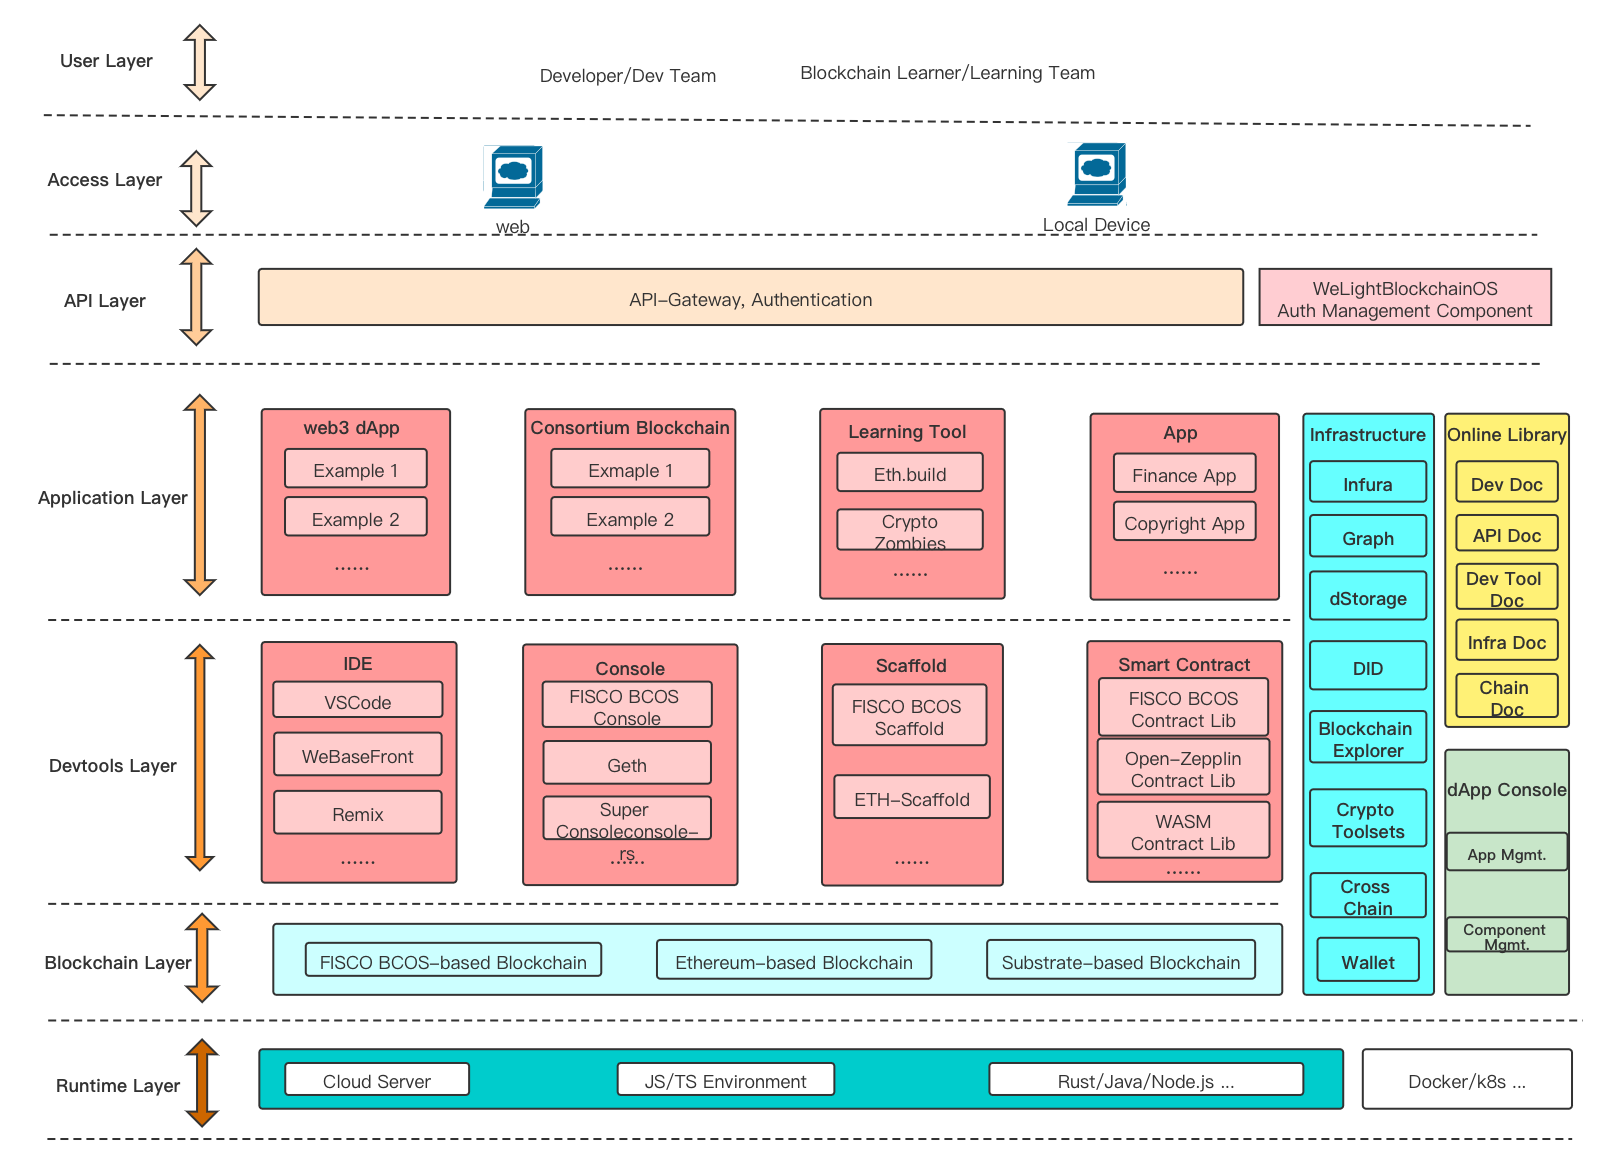 User Layer
Developer/Dev Team
Blockchain Learner/Learning Team
Access Layer
web
Local Device
API Layer
API-Gateway, Authentication
WeLightBlockchainOS
Auth Management Component
Application Layer
web3 dApp
Example 1
Example 2
......
Consortium Blockchain
Exmaple 1
Example 2
......
Learning Tool
Eth.build
Crypto
Zombies
......
App
Finance App
Copyright App
......
Infrastructure
Infura
Graph
dStorage
DID
Blockchain
Explorer
Crypto
Toolsets
Cross
Chain
Wallet
Online Library
Dev Doc
API Doc
Dev Tool
Doc
Infra Doc
Chain
Doc
dApp Console
App Mgmt.
Component
Mgmt.
Devtools Layer
IDE
VSCode
WeBaseFront
Remix
......
Console
FISCO BCOS
Console
Geth
Super
Consoleconsole-
rs
......
Scaffold
FISCO BCOS
Scaffold
ETH-Scaffold
......
Smart Contract
FISCO BCOS
Contract Lib
Open-Zepplin
Contract Lib
WASM
Contract Lib
......
Blockchain Layer
FISCO BCOS-based Blockchain
Ethereum-based Blockchain
Substrate-based Blockchain
Runtime Layer
Cloud Server
JS/TS Environment
Rust/Java/Node.js ...
Docker/k8s ...